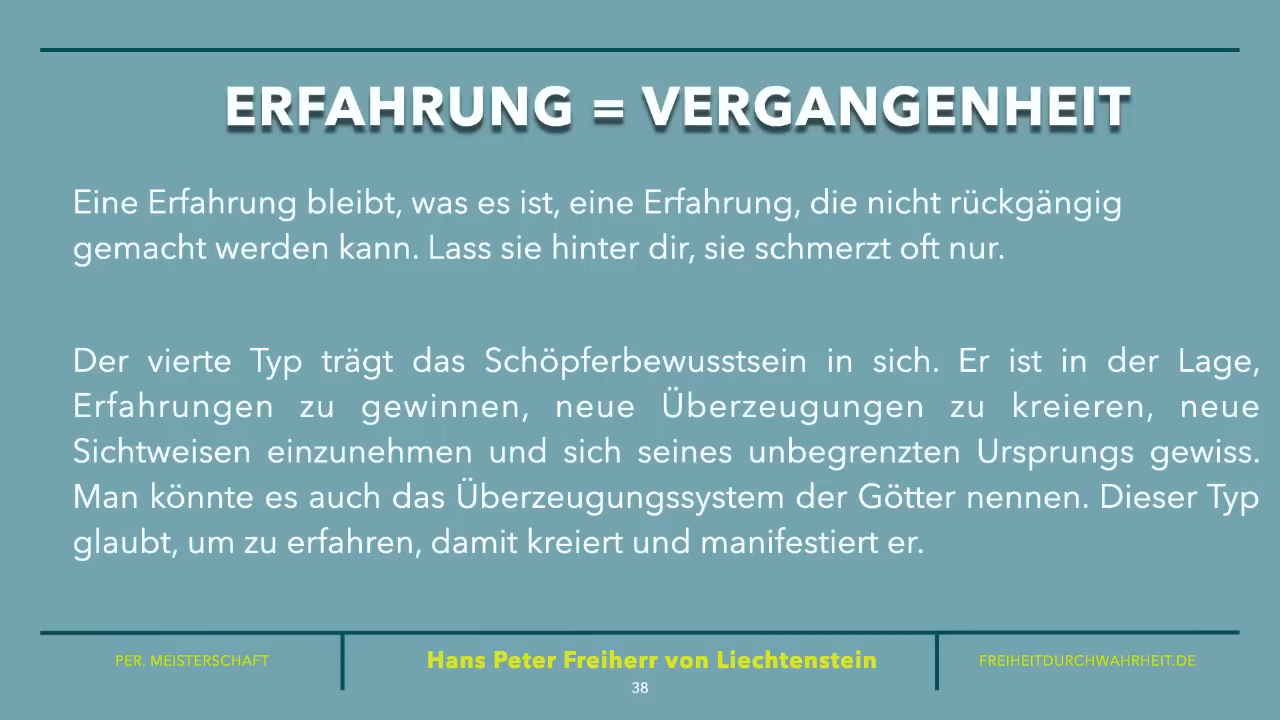 ERFAHRUNG = VERGANGENHEIT
Eine Erfahrung bleibt, was es ist, eine Erfahrung, die nicht rückgängig
gemacht werden kann. Lass sie hinter dir, sie schmerzt oft nur.
Der vierte Typ trägt das Schöpferbewusstsein in sich. Er ist in der Lage,
Erfahrungen zu gewinnen, neue Überzeugungen zu kreieren, neue
Sichtweisen einzunehmen und sich seines unbegrenzten Ursprungs gewiss.
Man könnte es auch das Überzeugungssystem der Götter nennen. Dieser Typ
glaubt, um zu erfahren, damit kreiert und manifestiert er.
PER. MEISTERSCHAFT
Hans Peter Freiherr von Liechtenstein
FREIHEITDURCHWAHRHEIT.DE
38